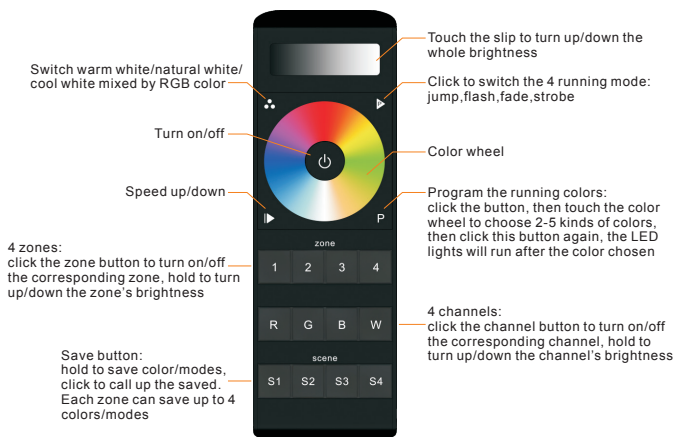 Touch the slip to turn up/down the
whole brightness
Switch warm white/natural white/
cool white mixed by RGB color
Click to switch the 4 running mode:
jump,flash,fade,strobe
Turn on/off
Color wheel
Speed up/down
Program the running colors:
click the button, then touch the color
wheel to choose 2-5 kinds of colors,
then click this button again, the LED
lights will run after the color chosen
P
4 zones:
click the zone button to turn on/off
the corresponding zone, hold to turn
up/down the zone's brightness
zone
1 2 3 4
R G B W
4 channels:
click the channel button to turn on/off
the corresponding channel, hold to
turn up/down the channel's brightness
Save button:
hold to save color/modes,
click to call up the saved.
Each zone can save up to 4
colors/modes
scene
S1 S2 S3 S4